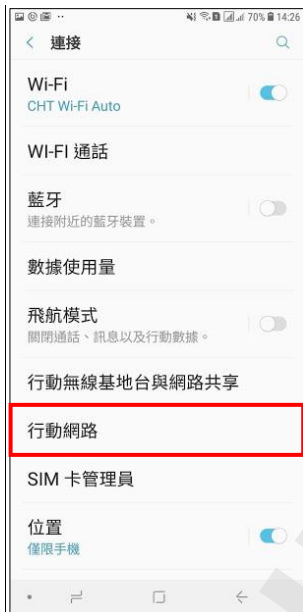 70% 14:26
連接
Wi-Fi
CHT Wi-Fi Auto
WI-FI 通話
藍牙
連接附近的藍牙裝置。
數據使用量
飛航模式
關閉通話、訊息以及行動數據。
行動無線基地台與網路共享
行動網路
SIM 卡管理員
位置
僅限手機